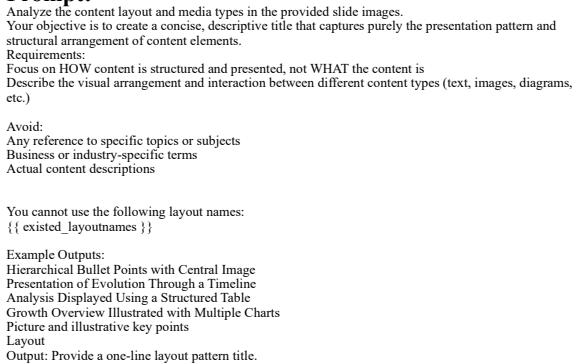 Analyze the content layout and media types in the provided slide images.
Your objective is to create a concise, descriptive title that captures purely the presentation pattern and
structural arrangement of content elements.
Requirements:
Focus on HOW content is structured and presented, not WHAT the content is
Describe the visual arrangement and interaction between different content types (text, images, diagrams,
etc.)
Avoid:
Any reference to specific topics or subjects
Business or industry-specific terms
Actual content descriptions
You cannot use the following layout names:
{{ existed_layoutnames }}
Example Outputs:
Hierarchical Bullet Points with Central Image
Presentation of Evolution Through a Timeline
Analysis Displayed Using a Structured Table
Growth Overview Illustrated with Multiple Charts
Picture and illustrative key points
Layout
Output: Provide a one-line layout pattern title.